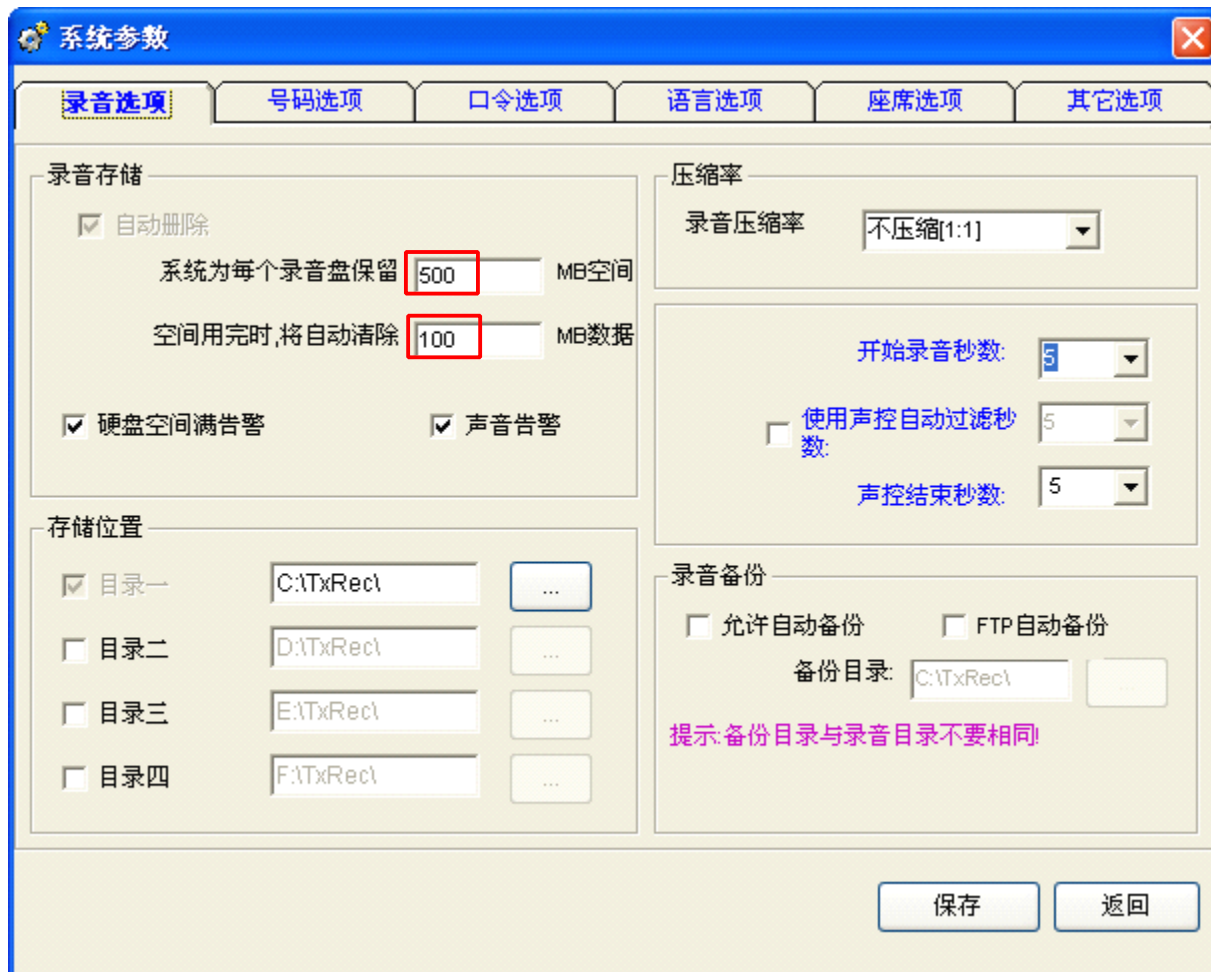 系统参数
录音选项 号码选项 口令选项 语言选项 座席选项 其它选项
录音存储
自动删除
系统为每个录音盘保留 500 MB空间
空间用完时,将自动清除 100 MB数据
硬盘空间满告警 声音告警
存储位置
目录一 C:\TxRec\ ...
目录二 D:\TxRec\ ...
目录三 E:\TxRec\ ...
目录四 F:\TxRec\ ...
压缩率
录音压缩率 不压缩[1:1]
开始录音秒数: 5
使用声控自动过滤秒 5
数:
声控结束秒数: 5
录音备份
允许自动备份 FTP自动备份
备份目录: C:\TxRec\ ...
提示:备份目录与录音目录不要相同!
保存 返回